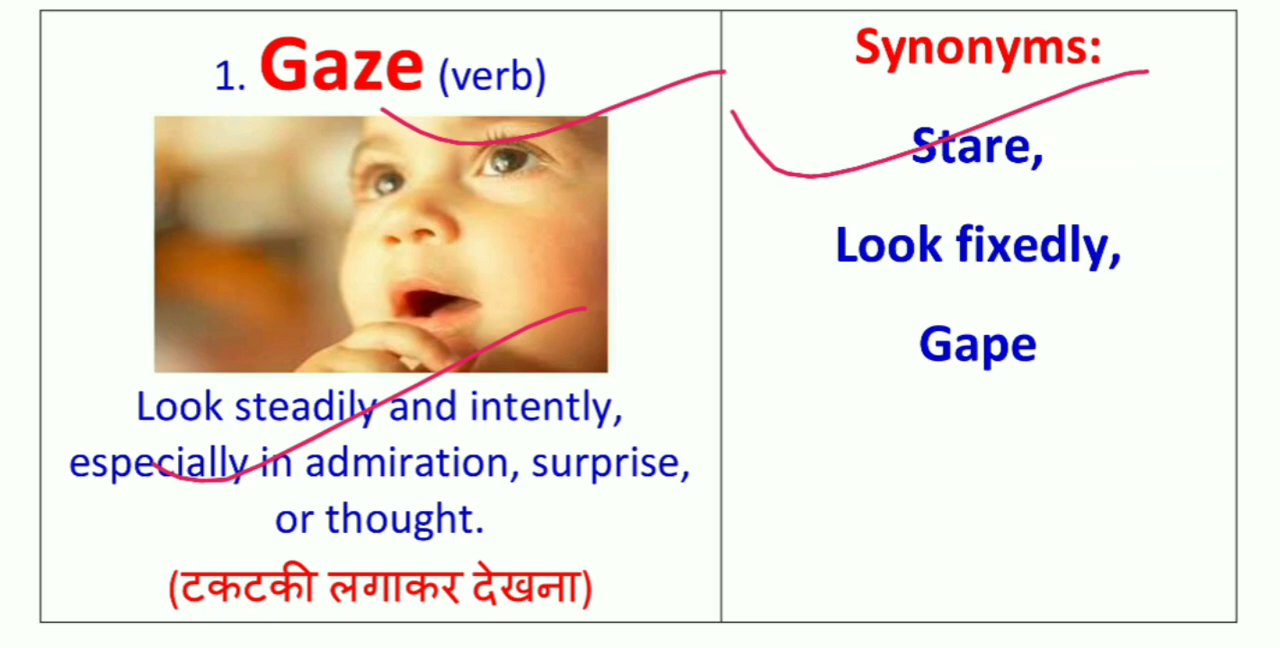 1. Gaze (verb)
Look steadily and intently,
especially in admiration, surprise,
or thought.
(टकटकी लगाकर देखना)
Synonyms:
Stare,
Look fixedly,
Gape